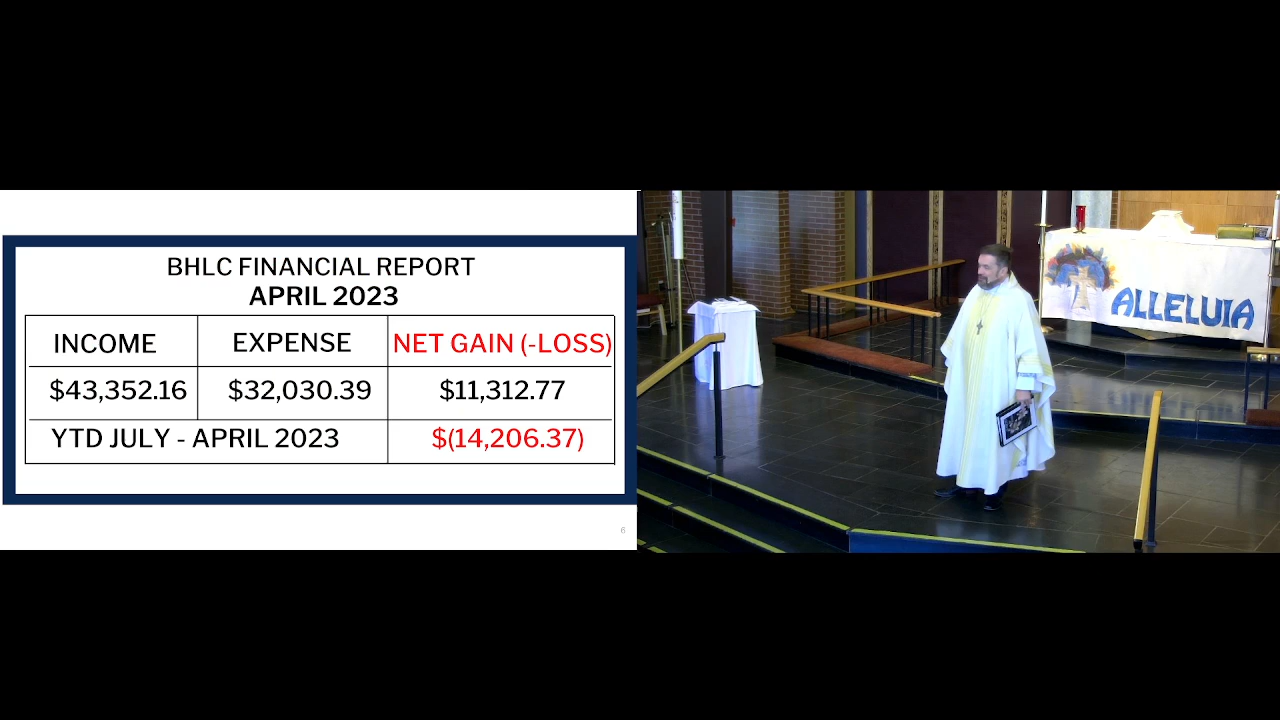 BHLC FINANCIAL REPORT
APRIL 2023
INCOME EXPENSE NET GAIN (-LOSS)
$43,352.16 $32,030.39 $11,312.77
YTD JULY - APRIL 2023 $(14,206.37)
6
ALLELUIA